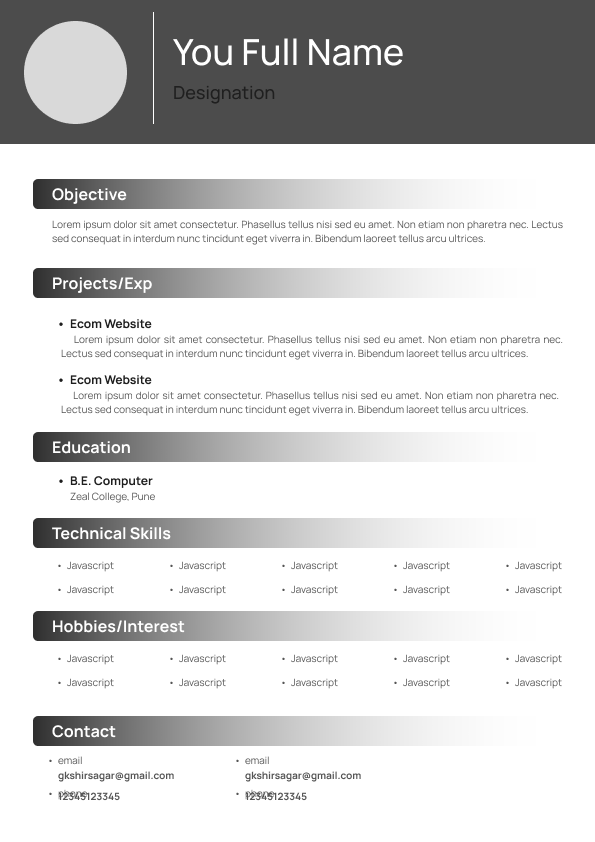 You Full Name
Designation
Objective
Lorem ipsum dolor sit amet consectetur. Phasellus tellus nisi sed eu amet. Non etiam non pharetra nec. Lectus
sed consequat in interdum nunc tincidunt eget viverra in. Bibendum laoreet tellus arcu ultrices.
Projects/Exp
• Ecom Website
Lorem ipsum dolor sit amet consectetur. Phasellus tellus nisi sed eu amet. Non etiam non pharetra nec.
Lectus sed consequat in interdum nunc tincidunt eget viverra in. Bibendum laoreet tellus arcu ultrices.
• Ecom Website
Lorem ipsum dolor sit amet consectetur. Phasellus tellus nisi sed eu amet. Non etiam non pharetra nec.
Lectus sed consequat in interdum nunc tincidunt eget viverra in. Bibendum laoreet tellus arcu ultrices.
Education
• B.E. Computer
Zeal College, Pune
Technical Skills
• Javascript • Javascript • Javascript • Javascript • Javascript
• Javascript • Javascript • Javascript • Javascript • Javascript
Hobbies/Interest
• Javascript • Javascript • Javascript • Javascript • Javascript
• Javascript • Javascript • Javascript • Javascript • Javascript
Contact
• email • email
gkshirsagar@gmail.com gkshirsagar@gmail.com
• phone • phone
12345123345 12345123345